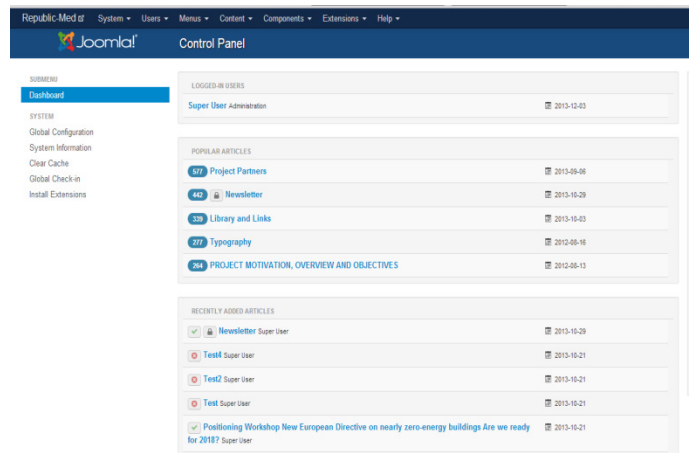 Republic-Med System Users Menus Content Components Extensions Help
Joomla! Control Panel
SUBMENU
Dashboard
SYSTEM
Global Configuration
System Information
Clear Cache
Global Check-in
Install Extensions
LOGGED-IN USERS
Super User Administration 2013-12-03
POPULAR ARTICLES
577 Project Partners 2013-09-06
442 Newsletter 2013-10-29
339 Library and Links 2013-10-03
277 Typography 2012-08-16
264 PROJECT MOTIVATION, OVERVIEW AND OBJECTIVES 2012-08-13
RECENTLY ADDED ARTICLES
Newsletter Super User 2013-10-29
Test4 Super User 2013-10-21
Test2 Super User 2013-10-21
Test Super User 2013-10-21
Positioning Workshop New European Directive on nearly zero-energy buildings Are we ready 2013-10-21
for 2018? Super User